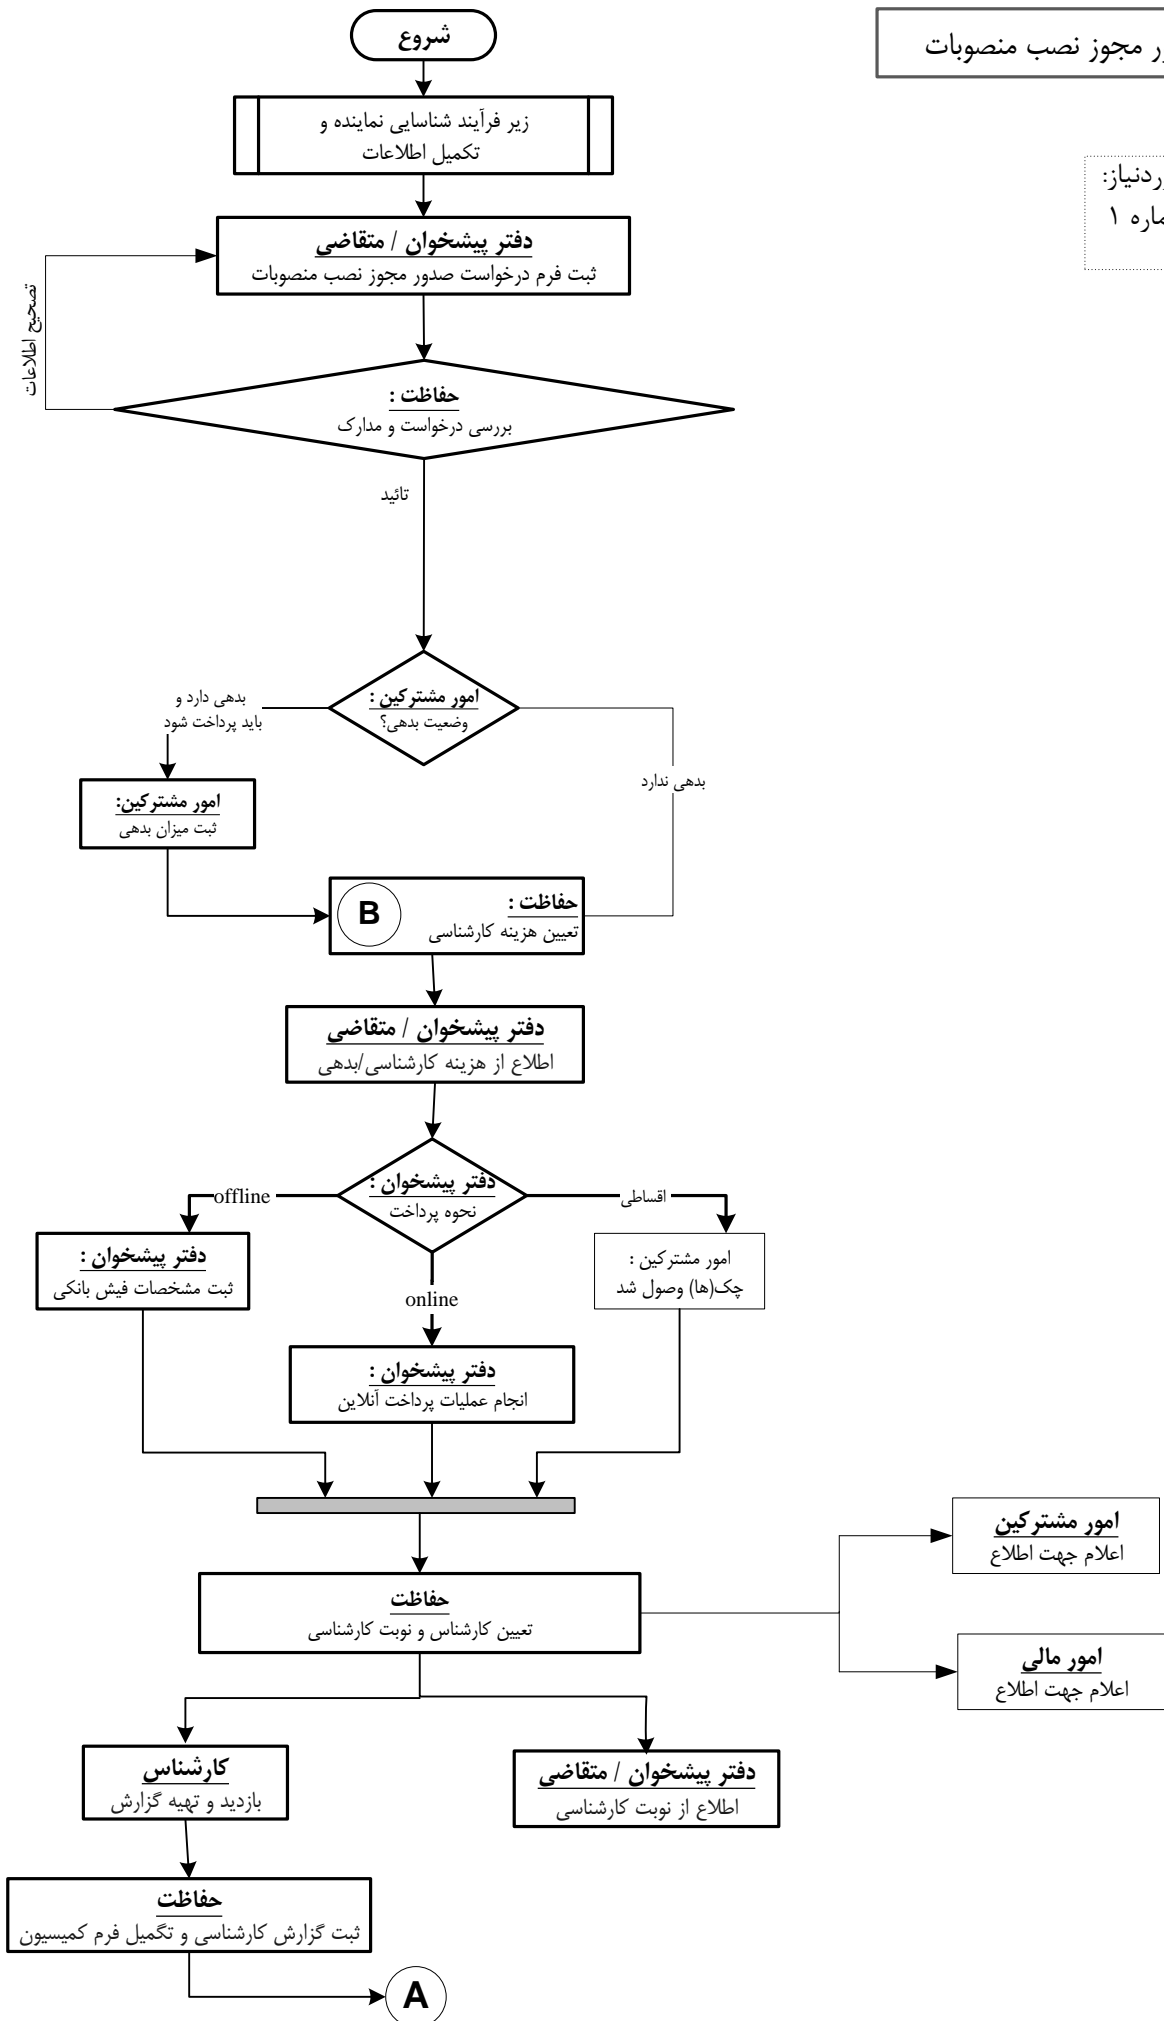 شروع
مجوز نصب منصوبات
زیر فرآیند شناسایی نماینده و
تکمیل اطلاعات
۱
دفتر پیشخوان / متقاضی
ثبت فرم درخواست صدور مجوز نصب منصوبات
تصحیح اطلاعات
حفاظت :
بررسی درخواست و مدارک
تائید
امور مشترکین :
وضعیت بدهی؟
بدهی دارد و
باید پرداخت شود
بدهی ندارد
امور مشترکین:
ثبت میزان بدهی
B
حفاظت :
تعیین هزینه کارشناسی
دفتر پیشخوان / متقاضی
اطلاع از هزینه کارشناسی/بدهی
دفتر پیشخوان :
نحوه پرداخت
اقساطی
offline
online
امور مشترکین :
چک(ها) وصول شد
دفتر پیشخوان :
ثبت مشخصات فیش بانکی
دفتر پیشخوان :
انجام عملیات پرداخت آنلاین
امور مشترکین
اعلام جهت اطلاع
حفاظت
تعیین کارشناس و نوبت کارشناسی
امور مالی
اعلام جهت اطلاع
دفتر پیشخوان / متقاضی
اطلاع از نوبت کارشناسی
کارشناس
بازدید و تهیه گزارش
حفاظت
ثبت گزارش کارشناسی و تگمیل فرم کمیسیون
A